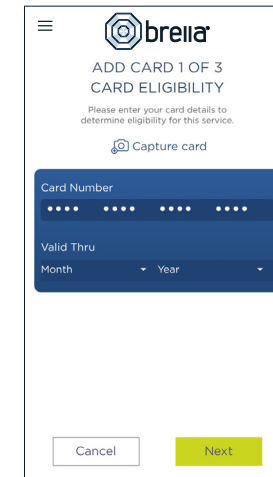 brella
ADD CARD 1 OF 3
CARD ELIGIBILITY
Please enter your card details to
determine eligibility for this service.
Capture card
Card Number
•••• •••• •••• ••••
Valid Thru
Month Year
Cancel Next